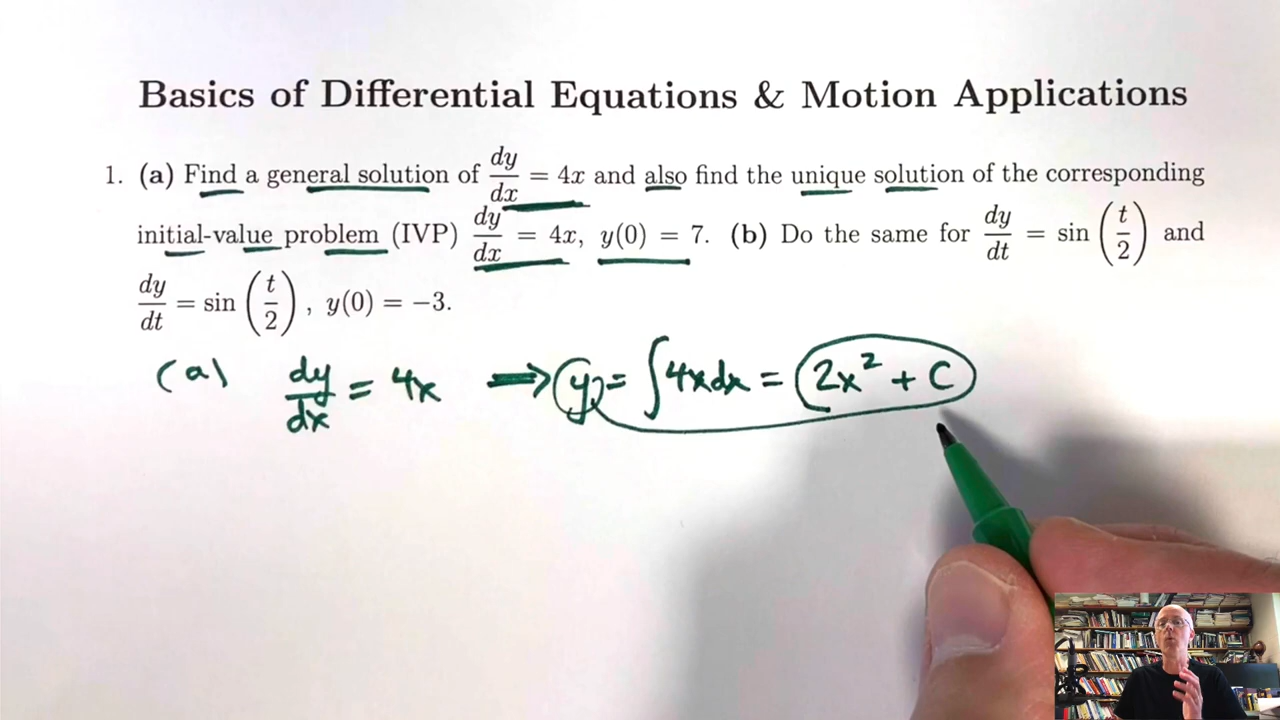 Basics of Differential Equations & Motion Applications
1. (a) Find a general solution of dy/dx = 4x and also find the unique solution of the corresponding
initial-value problem (IVP) dy/dx = 4x, y(0) = 7. (b) Do the same for dy/dt = sin(t/2) and
dy/dt = sin(t/2), y(0) = −3.
(a) dy/dx = 4x ⟹ y = ∫4xdx = 2x² + C